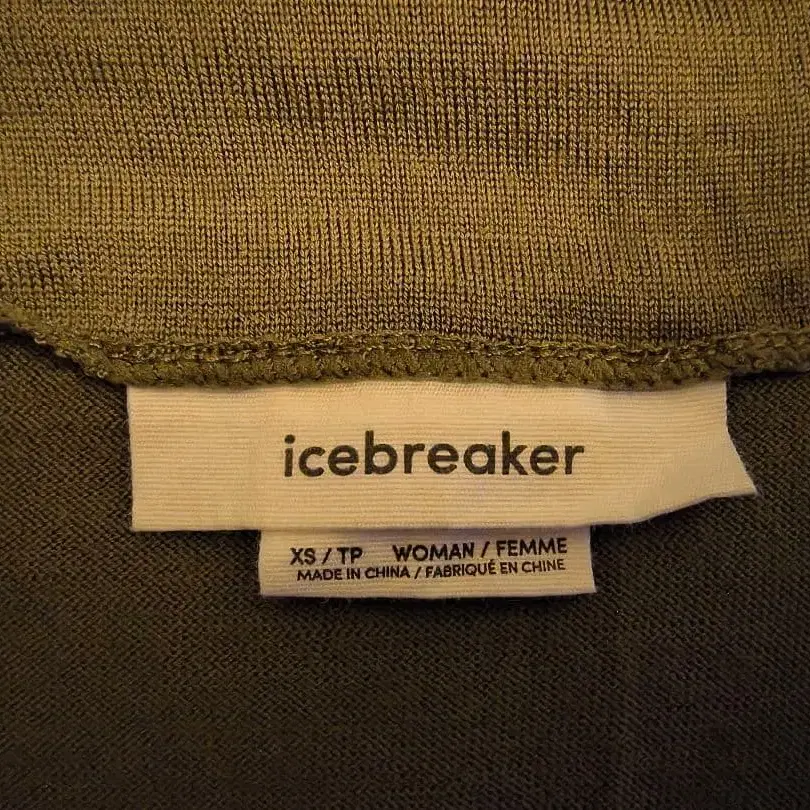 icebreaker
XS / TP WOMAN / FEMME
MADE IN CHINA / FABRIQUÉ EN CHINE